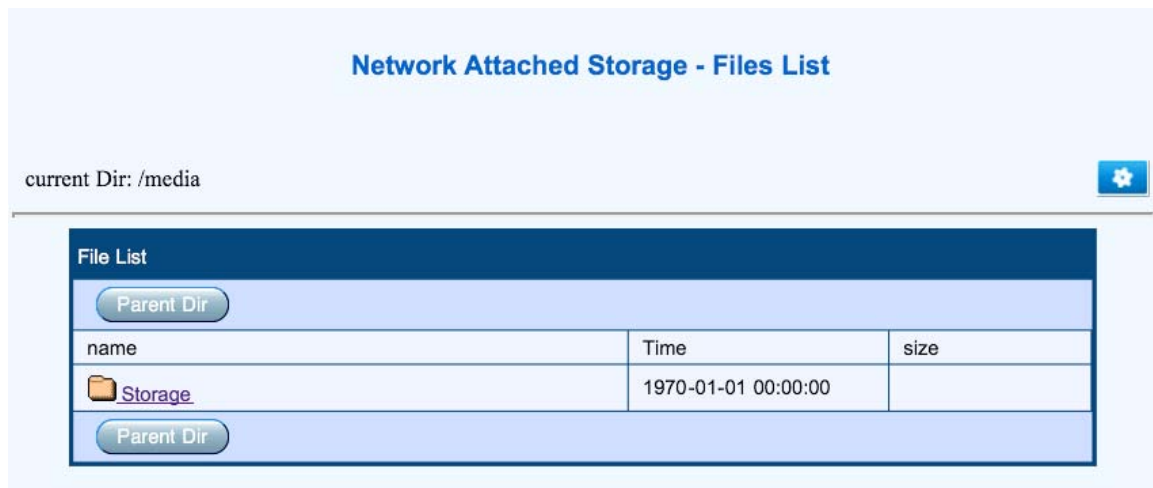 Network Attached Storage - Files List
current Dir: /media
File List
Parent Dir
name Time size
Storage 1970-01-01 00:00:00
Parent Dir